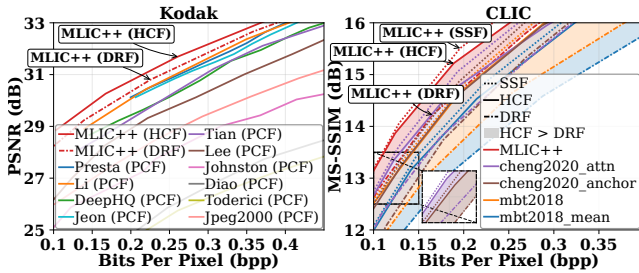 Kodak
MLIC++ (HCF)
MLIC++ (DRF)
PSNR (dB)
33
31
29
27
25
MLIC++ (HCF)
MLIC++ (DRF)
Presta (PCF)
Li (PCF)
DeepHQ (PCF)
Jeon (PCF)
Tian (PCF)
Lee (PCF)
Johnston (PCF)
Diao (PCF)
Toderici (PCF)
Jpeg2000 (PCF)
0.1 0.15 0.2 0.25 0.3 0.35 0.4
Bits Per Pixel (bpp)
CLIC
MLIC++ (SSF)
MLIC++ (HCF)
MLIC++ (DRF)
MS-SSIM (dB)
16
15
14
13
12
SSF
HCF
DRF
HCF > DRF
MLIC++
cheng2020_attn
cheng2020_anchor
mbt2018
mbt2018_mean
0.1 0.15 0.2 0.25 0.3 0.35
Bits Per Pixel (bpp)